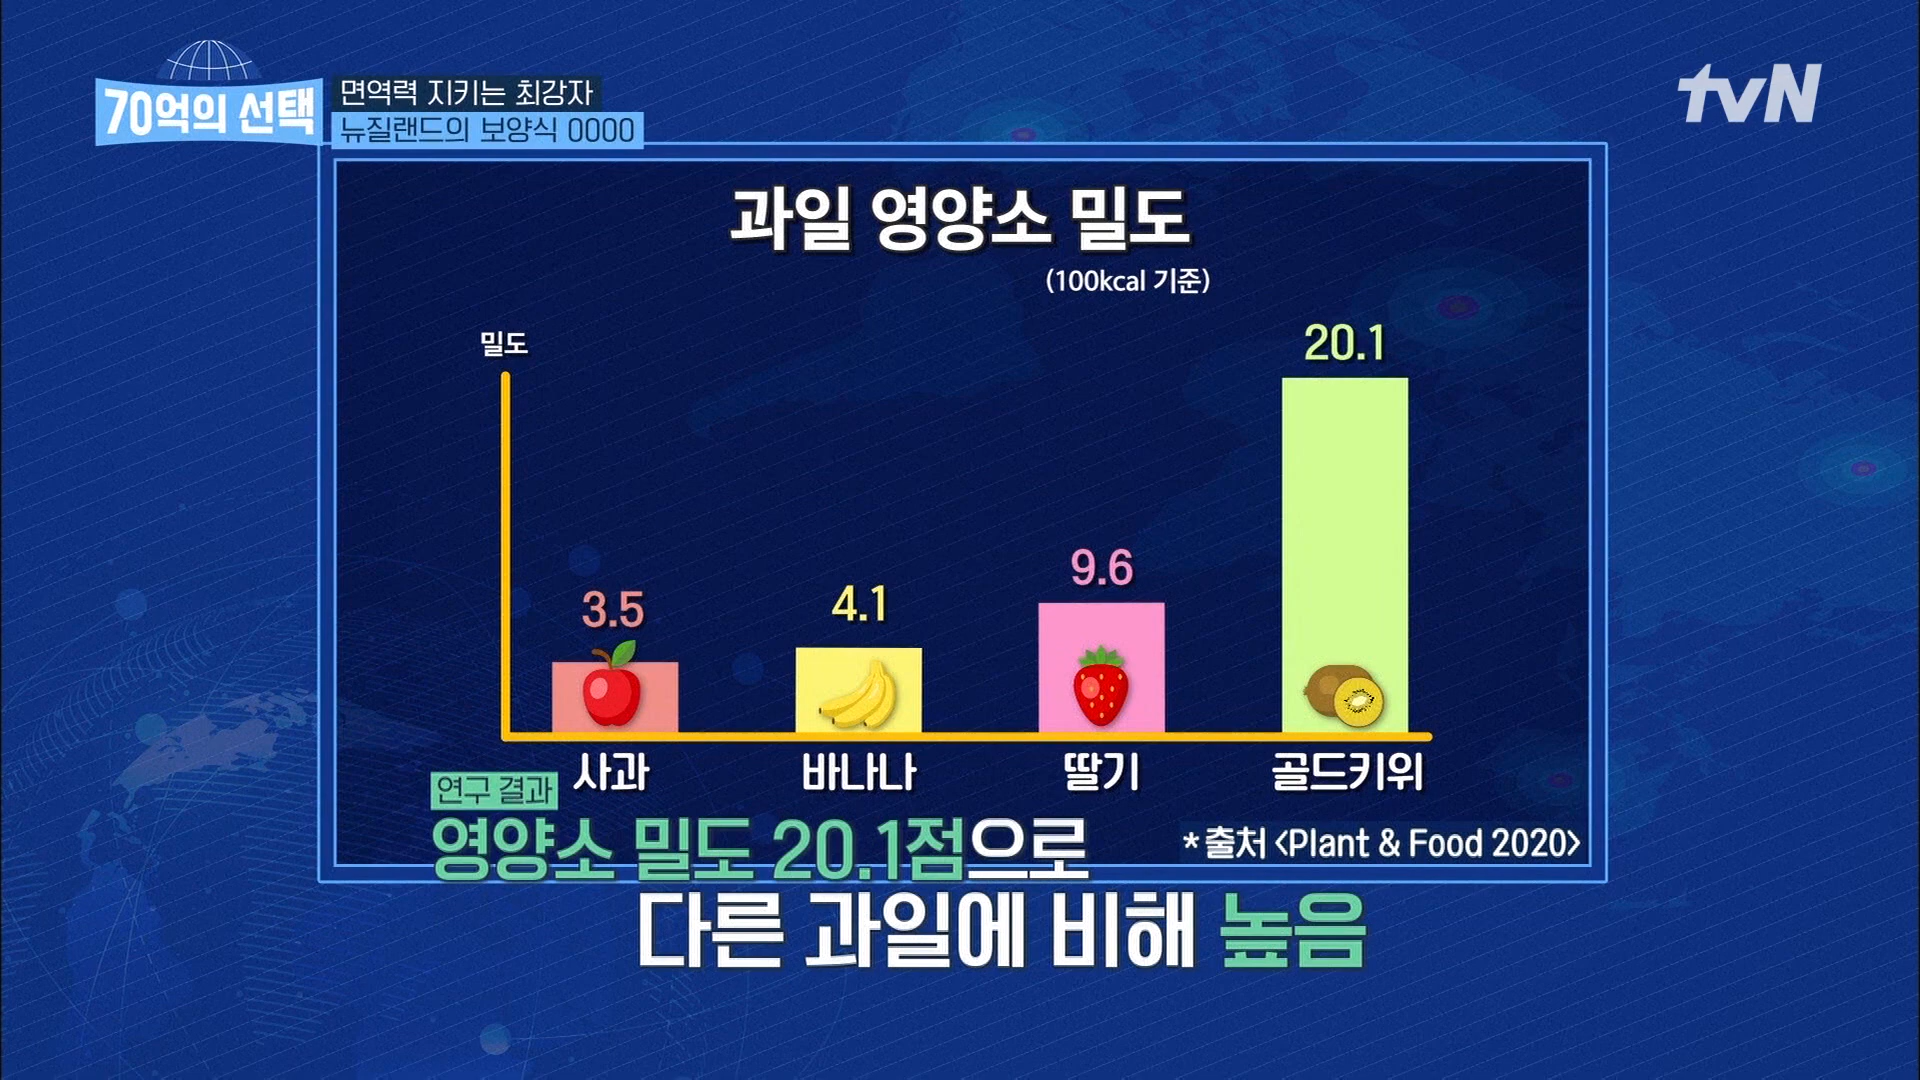 70억의 선택
면역력 지키는 최강자
뉴질랜드의 보양식 0000
tvN
과일 영양소 밀도
(100kcal 기준)
밀도
3.5
4.1
9.6
20.1
사과
바나나
딸기
골드키위
연구 결과
영양소 밀도 20.1점으로
* 출처 <Plant & Food 2020>
다른 과일에 비해 높음